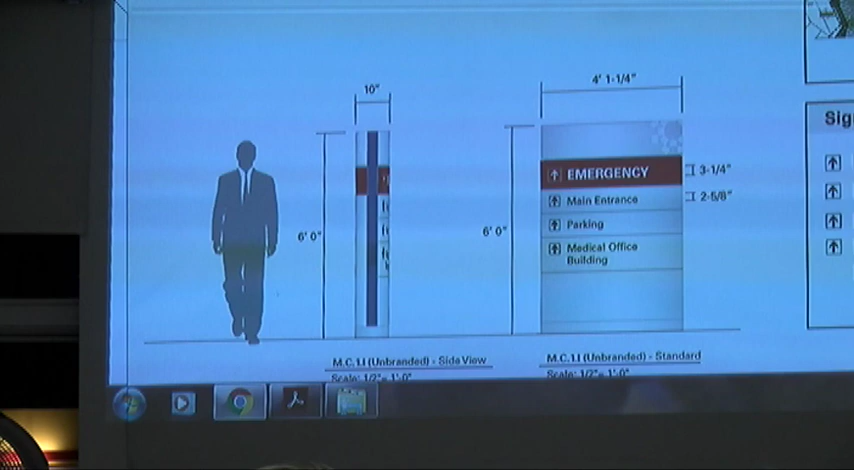 10"
4' 1-1/4"
Sig
EMERGENCY
3-1/4"
Main Entrance
2-5/8"
6' 0"
6' 0"
Parking
Medical Office
Building
M.C.1.I (Unbranded) - Side View
Scale: 1/2"= 1'-0"
M.C.1.I (Unbranded) - Standard
Scale: 1/2"= 1'-0"